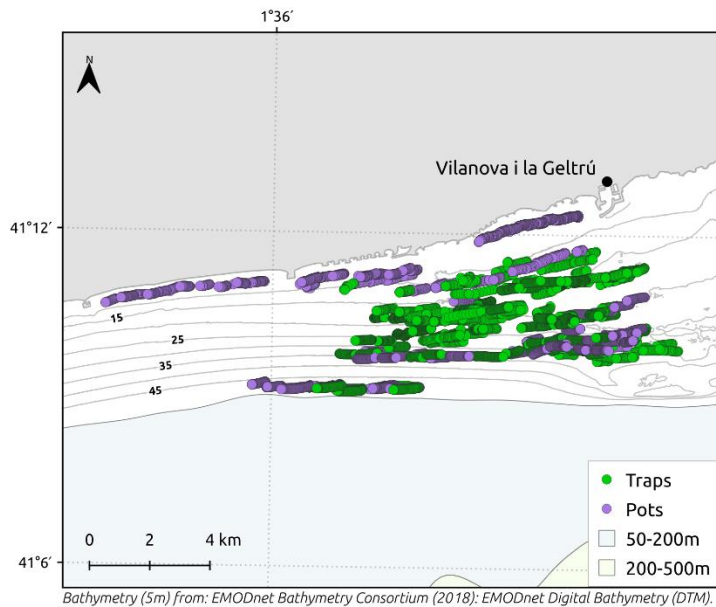 1°36′
N
Vilanova i la Geltrú
41°12′
15
25
35
45
Traps
Pots
0 2 4 km
50-200m
41°6′
200-500m
Bathymetry (5m) from: EMODnet Bathymetry Consortium (2018): EMODnet Digital Bathymetry (DTM).